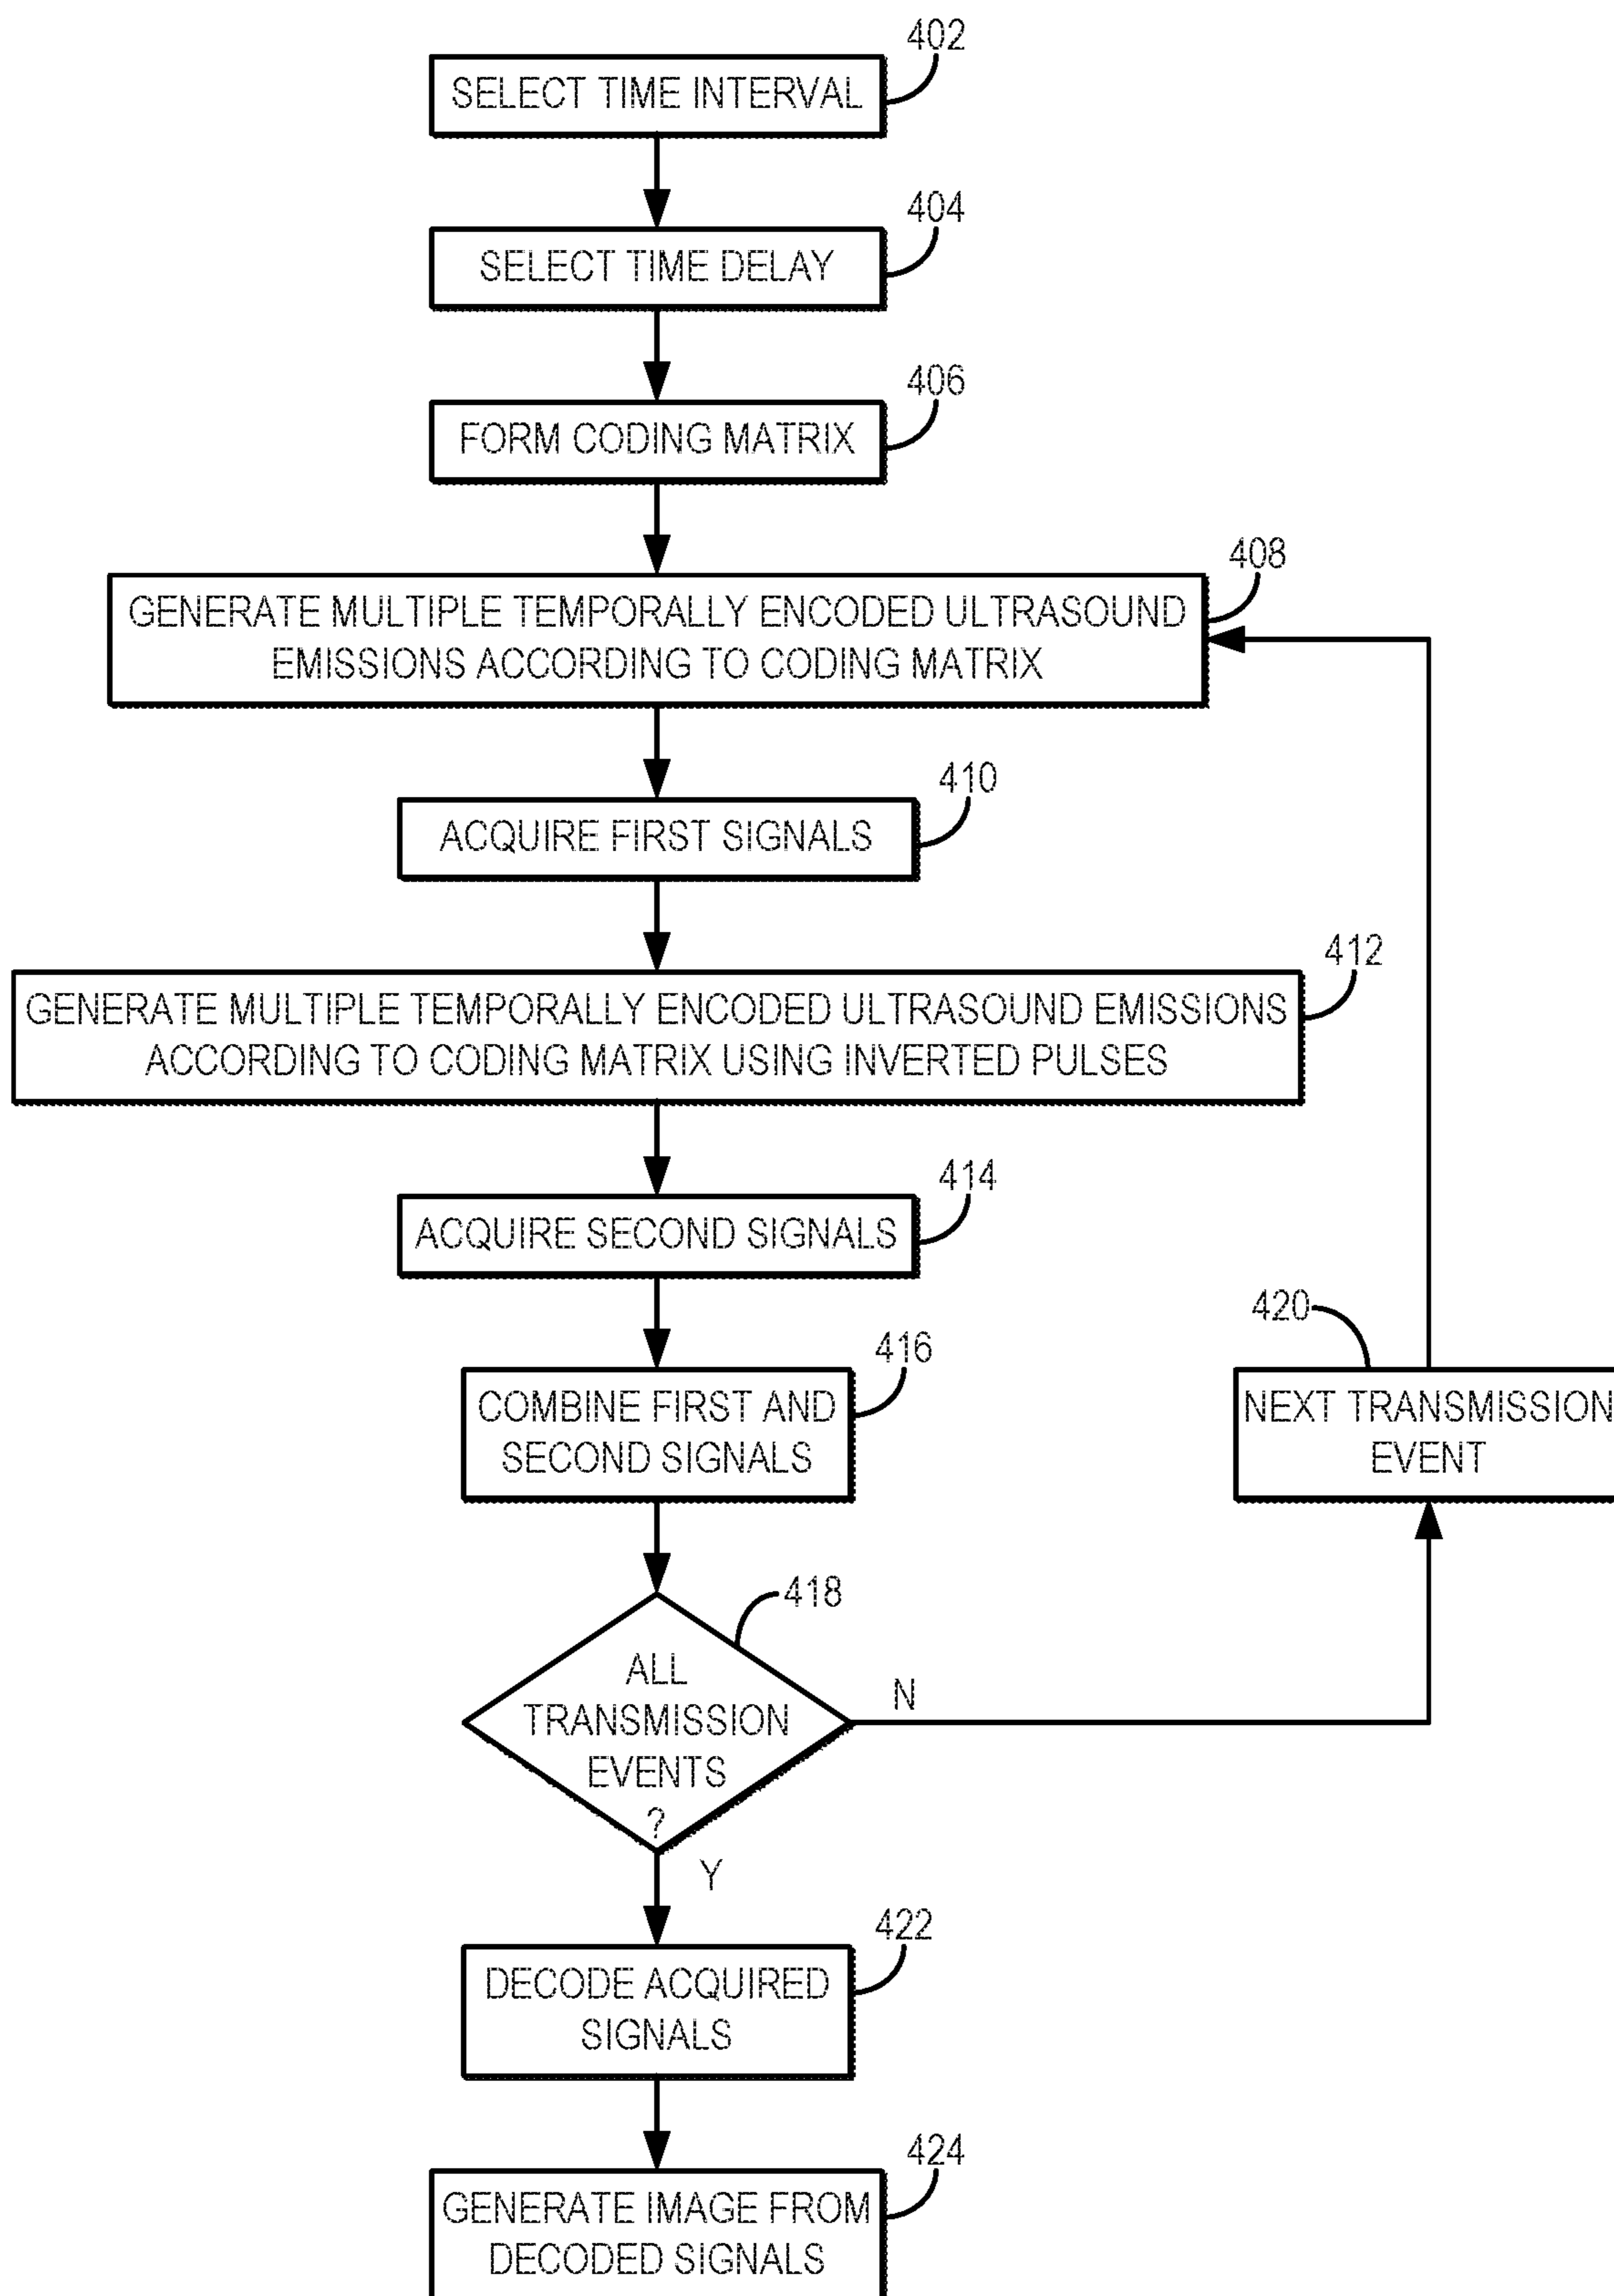 402
SELECT TIME INTERVAL
404
SELECT TIME DELAY
406
FORM CODING MATRIX
408
GENERATE MULTIPLE TEMPORALLY ENCODED ULTRASOUND
EMISSIONS ACCORDING TO CODING MATRIX
410
ACQUIRE FIRST SIGNALS
412
GENERATE MULTIPLE TEMPORALLY ENCODED ULTRASOUND EMISSIONS
ACCORDING TO CODING MATRIX USING INVERTED PULSES
414
ACQUIRE SECOND SIGNALS
416
COMBINE FIRST AND
SECOND SIGNALS
420
NEXT TRANSMISSION
EVENT
418
ALL
TRANSMISSION
EVENTS
?
N
Y
422
DECODE ACQUIRED
SIGNALS
424
GENERATE IMAGE FROM
DECODED SIGNALS